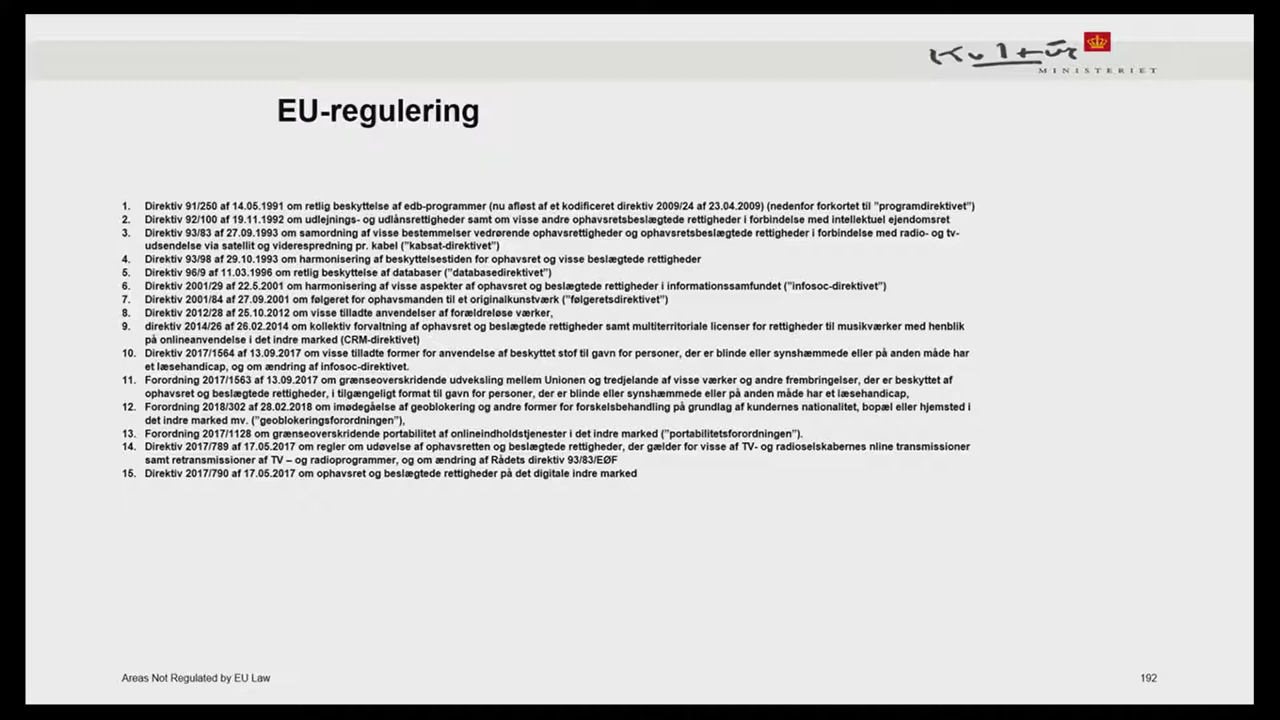 Kultur
MINISTERIET
EU-regulering
1. Direktiv 91/250 af 14.05.1991 om retlig beskyttelse af edb-programmer (nu afløst af et kodificeret direktiv 2009/24 af 23.04.2009) (nedenfor forkortet til ”programdirektivet”)
2. Direktiv 92/100 af 19.11.1992 om udlejnings- og udlånsrettigheder samt om visse andre ophavsretsbeslægtede rettigheder i forbindelse med intellektuel ejendomsret
3. Direktiv 93/83 af 27.09.1993 om samordning af visse bestemmelser vedrørende ophavsrettigheder og ophavsretsbeslægtede rettigheder i forbindelse med radio- og tv-
udsendelse via satellit og viderespredning pr. kabel (”kabsat-direktivet”)
4. Direktiv 93/98 af 29.10.1993 om harmonisering af beskyttelsestiden for ophavsret og visse beslægtede rettigheder
5. Direktiv 96/9 af 11.03.1996 om retlig beskyttelse af databaser (”databasedirektivet”)
6. Direktiv 2001/29 af 22.5.2001 om harmonisering af visse aspekter af ophavsret og beslægtede rettigheder i informationssamfundet (”infosoc-direktivet”)
7. Direktiv 2001/84 af 27.09.2001 om følgeret for ophavsmanden til et originalkunstværk (”følgeretsdirektivet”)
8. Direktiv 2012/28 af 25.10.2012 om visse tilladte anvendelser af forældreløse værker,
9. direktiv 2014/26 af 26.02.2014 om kollektiv forvaltning af ophavsret og beslægtede rettigheder samt multiterritoriale licenser for rettigheder til musikværker med henblik
på onlineanvendelse i det indre marked (CRM-direktivet)
10. Direktiv 2017/1564 af 13.09.2017 om visse tilladte former for anvendelse af beskyttet stof til gavn for personer, der er blinde eller synshæmmede eller på anden måde har
et læsehandicap, og om ændring af infosoc-direktivet.
11. Forordning 2017/1563 af 13.09.2017 om grænseoverskridende udveksling mellem Unionen og tredjelande af visse værker og andre frembringelser, der er beskyttet af
ophavsret og beslægtede rettigheder, i tilgængeligt format til gavn for personer, der er blinde eller synshæmmede eller på anden måde har et læsehandicap,
12. Forordning 2018/302 af 28.02.2018 om imødegåelse af geoblokering og andre former for forskelsbehandling på grundlag af kundernes nationalitet, bopæl eller hjemsted i
det indre marked mv. (”geoblokeringsforordningen”),
13. Forordning 2017/1128 om grænseoverskridende portabilitet af onlineindholdstjenester i det indre marked (”portabilitetsforordningen”).
14. Direktiv 2017/789 af 17.05.2017 om regler om udøvelse af ophavsretten og beslægtede rettigheder, der gælder for visse af TV- og radioselskabernes nline transmissioner
samt retransmissioner af TV – og radioprogrammer, og om ændring af Rådets direktiv 93/83/EØF
15. Direktiv 2017/790 af 17.05.2017 om ophavsret og beslægtede rettigheder på det digitale indre marked
Areas Not Regulated by EU Law
192